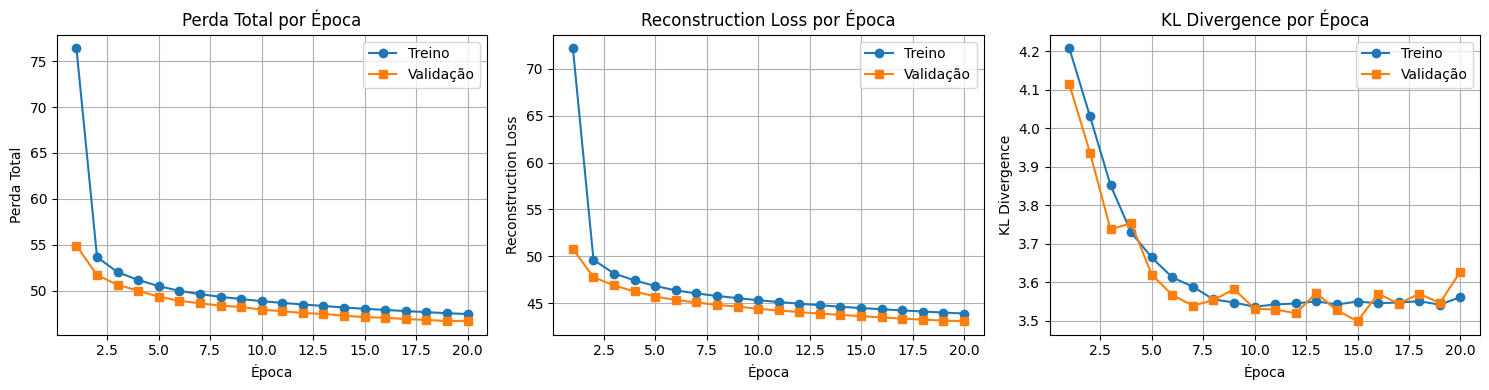 Perda Total por Época
Perda Total
75
70
65
60
55
50
2.5 5.0 7.5 10.0 12.5 15.0 17.5 20.0
Época
Treino
Validação
Reconstruction Loss por Época
Reconstruction Loss
70
65
60
55
50
45
2.5 5.0 7.5 10.0 12.5 15.0 17.5 20.0
Época
Treino
Validação
KL Divergence por Época
KL Divergence
4.2
4.1
4.0
3.9
3.8
3.7
3.6
3.5
2.5 5.0 7.5 10.0 12.5 15.0 17.5 20.0
Época
Treino
Validação